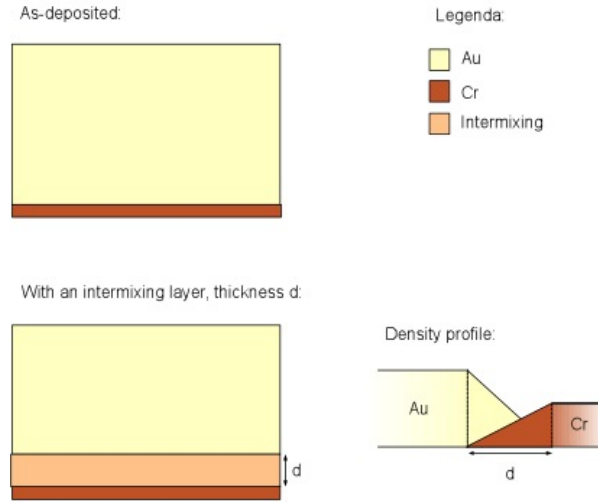 As-deposited:
Legenda:
Au
Cr
Intermixing
With an intermixing layer, thickness d:
d
Density profile:
Au
Cr
d